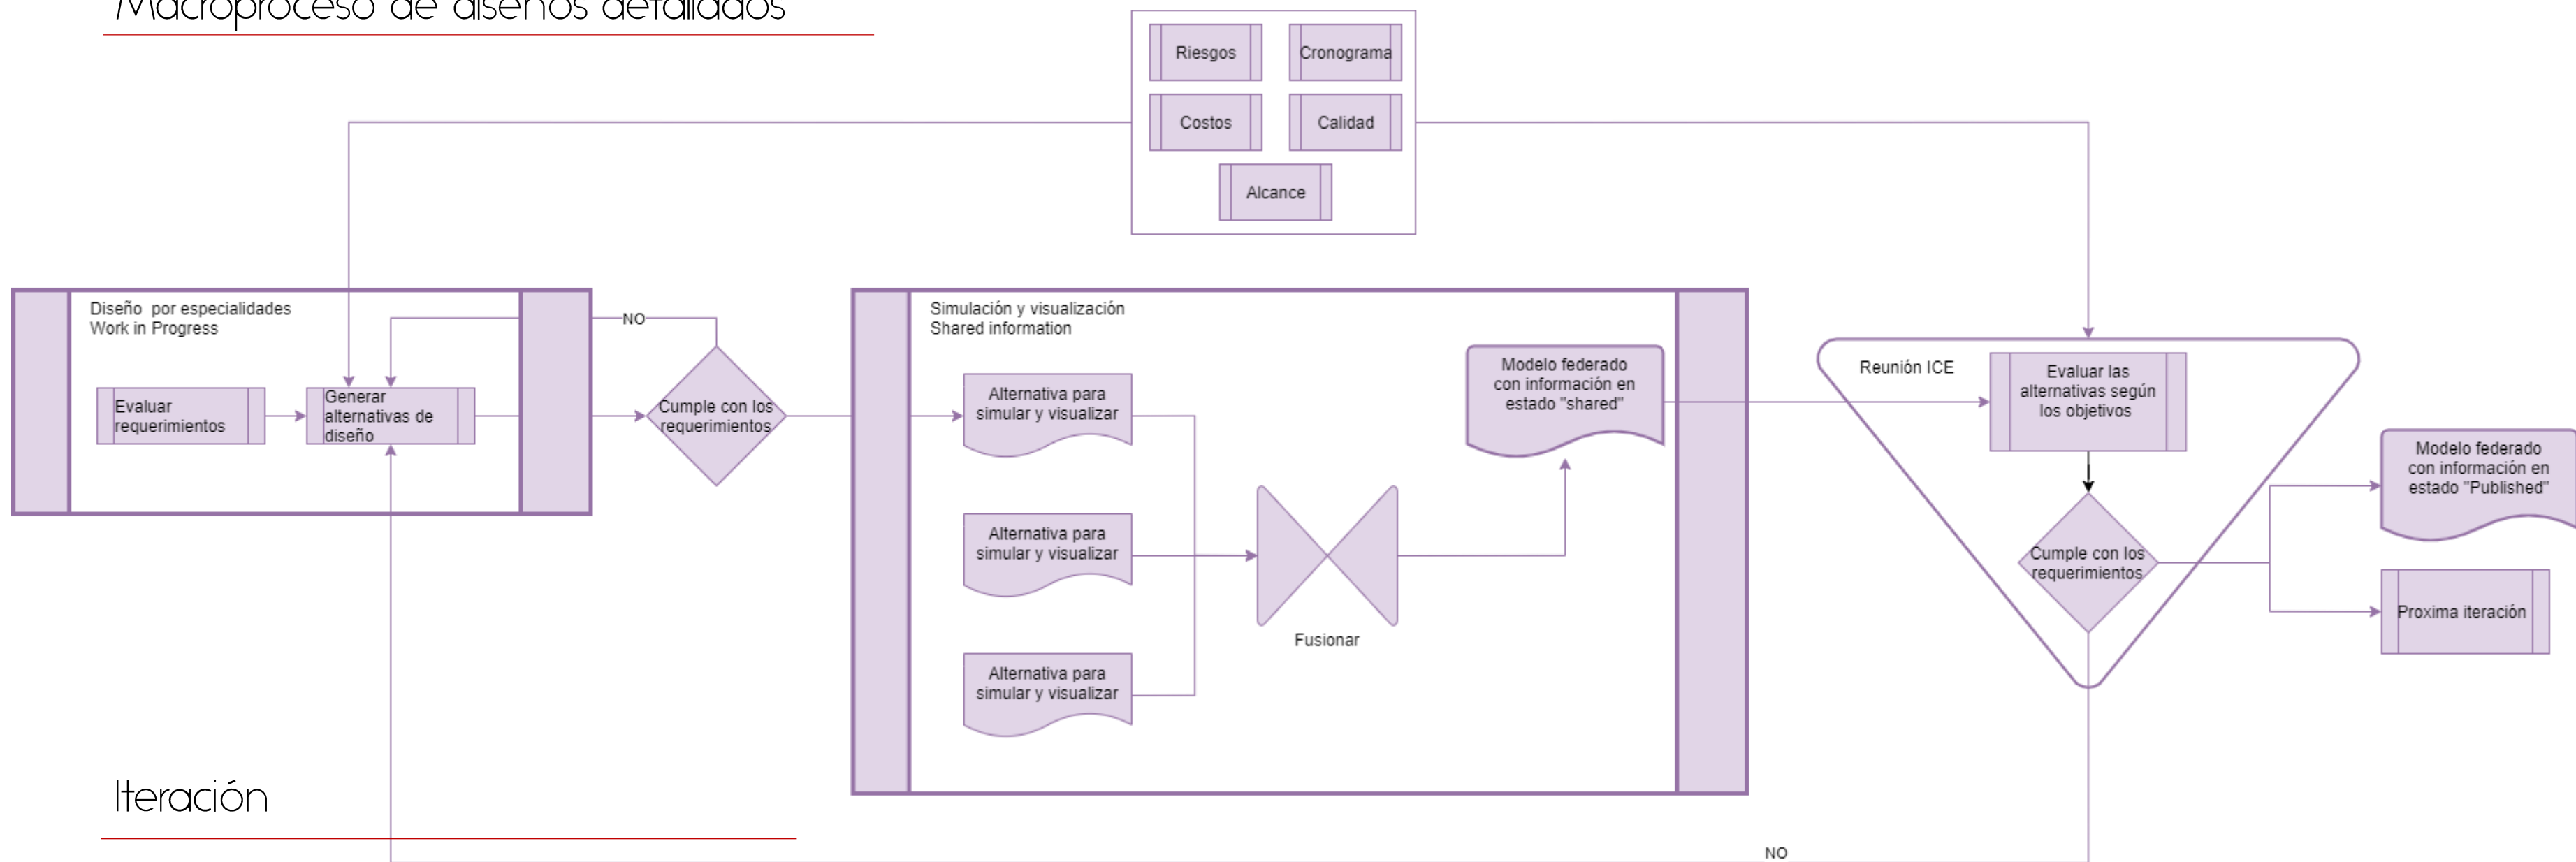 Macroproceso de diseños detallados
Riesgos
Cronograma
Costos
Calidad
Alcance
Diseño por especialidades
Work in Progress
Evaluar
requerimientos
Generar
alternativas de
diseño
NO
Cumple con los
requerimientos
Simulación y visualización
Shared information
Alternativa para
simular y visualizar
Alternativa para
simular y visualizar
Alternativa para
simular y visualizar
Fusionar
Modelo federado
con información en
estado "shared"
Reunión ICE
Evaluar las
alternativas según
los objetivos
Cumple con los
requerimientos
Modelo federado
con información en
estado "Published"
Proxima iteración
Iteración
NO